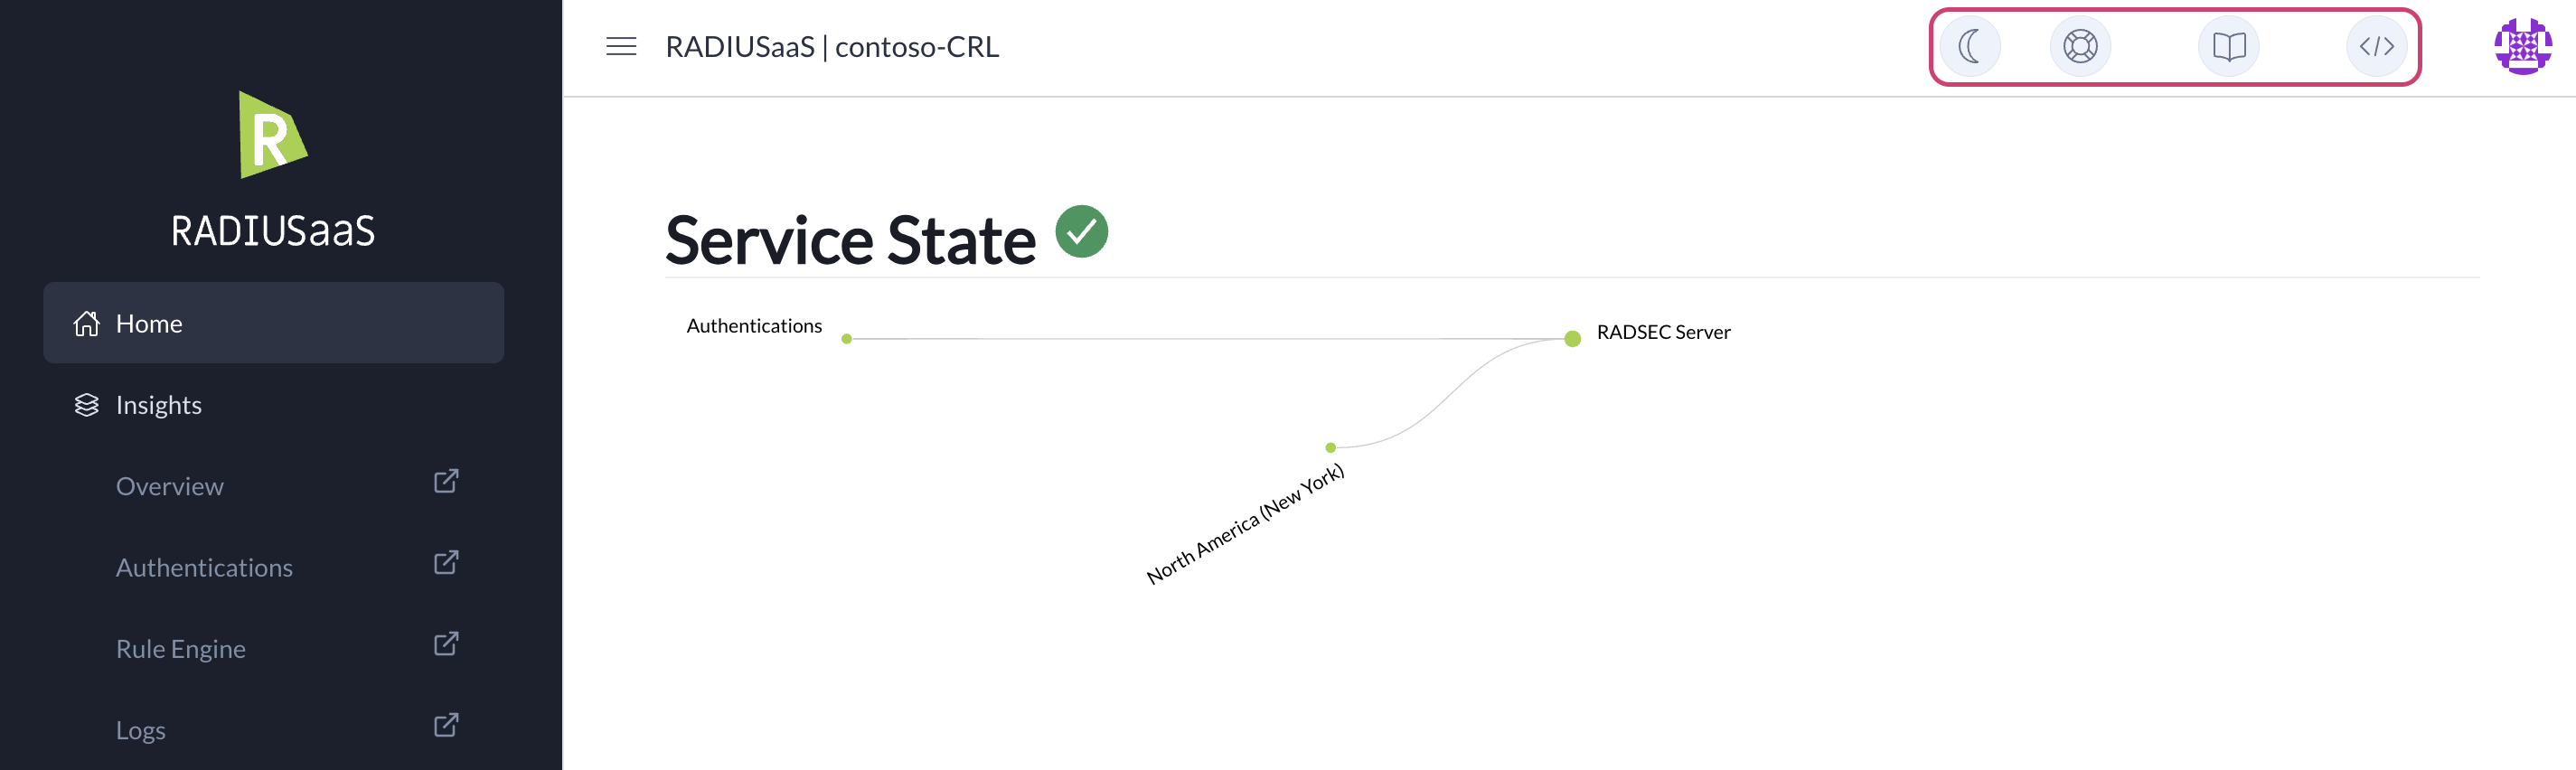 RADIUSaaS | contoso-CRL
R
RADIUSaaS
Home
Insights
Overview
Authentications
Rule Engine
Logs
Service State
Authentications
RADSEC Server
North America (New York)